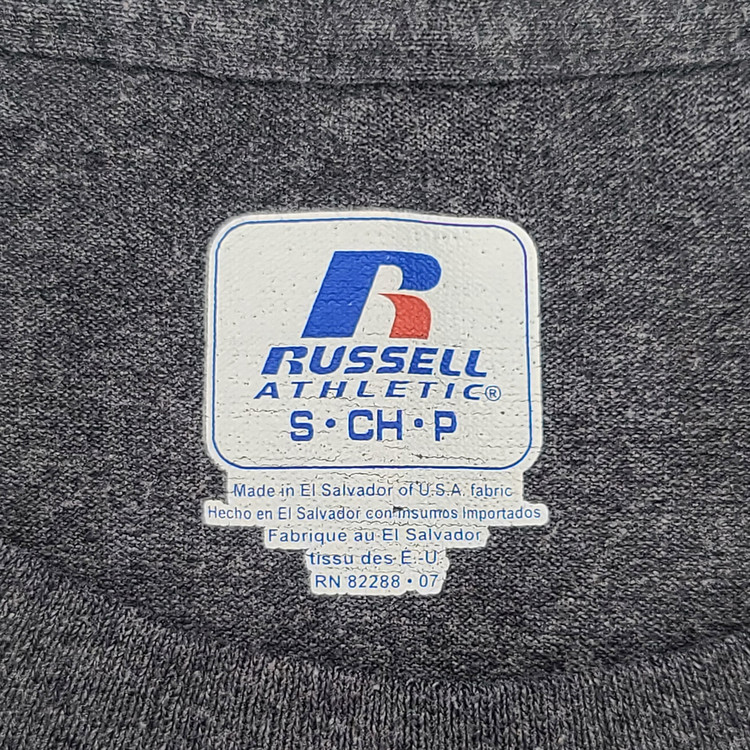 R
RUSSELL
ATHLETIC®
S • CH • P
Made in El Salvador of U.S.A. fabric
Hecho en El Salvador con insumos Importados
Fabriqué au El Salvador
tissu des É.-U.
RN 82288 • 07